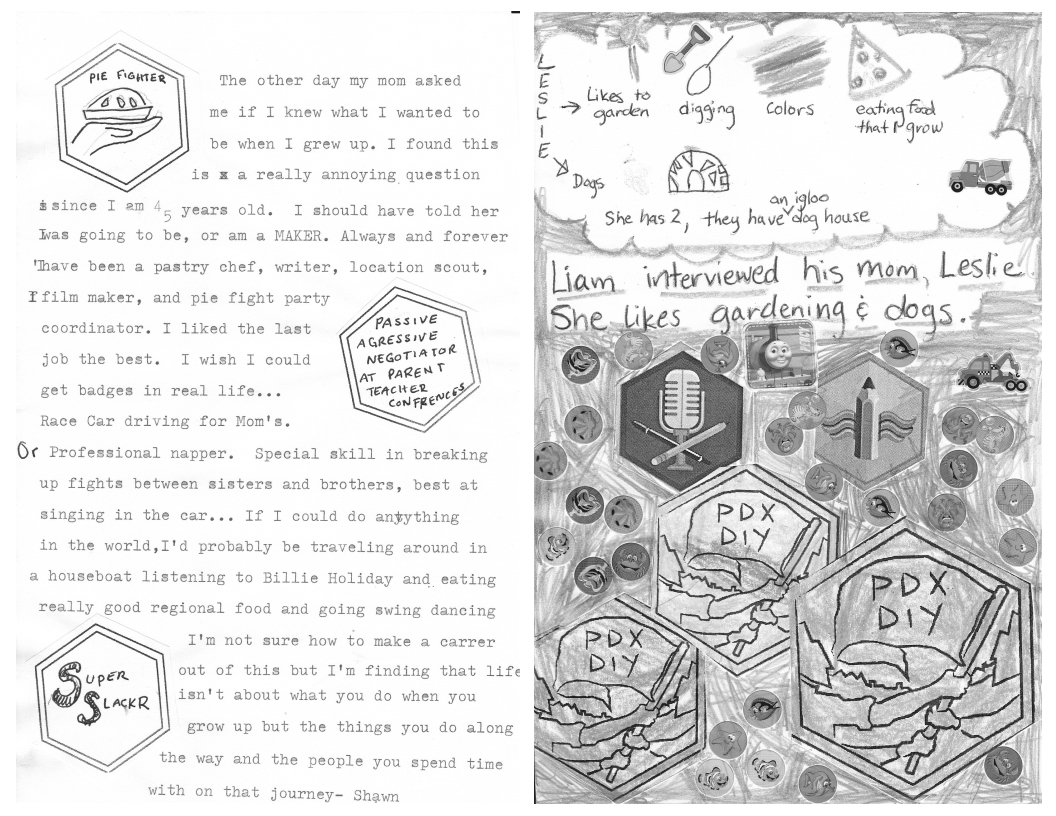 PIE FIGHTER
The other day my mom asked
me if I knew what I wanted to
be when I grew up. I found this
is x a really annoying question
since I am 45 years old. I should have told her
I was going to be, or am a MAKER. Always and forever
I have been a pastry chef, writer, location scout,
film maker, and pie fight party
coordinator. I liked the last
job the best. I wish I could
get badges in real life...
Race Car driving for Mom's.
Or Professional napper. Special skill in breaking
up fights between sisters and brothers, best at
singing in the car... If I could do anything
in the world,I'd probably be traveling around in
a houseboat listening to Billie Holiday and eating
really good regional food and going swing dancing
I'm not sure how to make a carrer
out of this but I'm finding that life
isn't about what you do when you
grow up but the things you do along
the way and the people you spend time
with on that journey- Shawn
PASSIVE
AGRESSIVE
NEGOTIATOR
AT PARENT
TEACHER
CONFRENCES
SUPER
SLACKR
LESLIE
Likes to
garden
digging
colors
eating food
that I grow
Dogs
an igloo
She has 2, they have dog house
Liam interviewed his mom, Leslie.
She likes gardening & dogs.
PDX
DIY
PDX
DIY
PDX
DIY